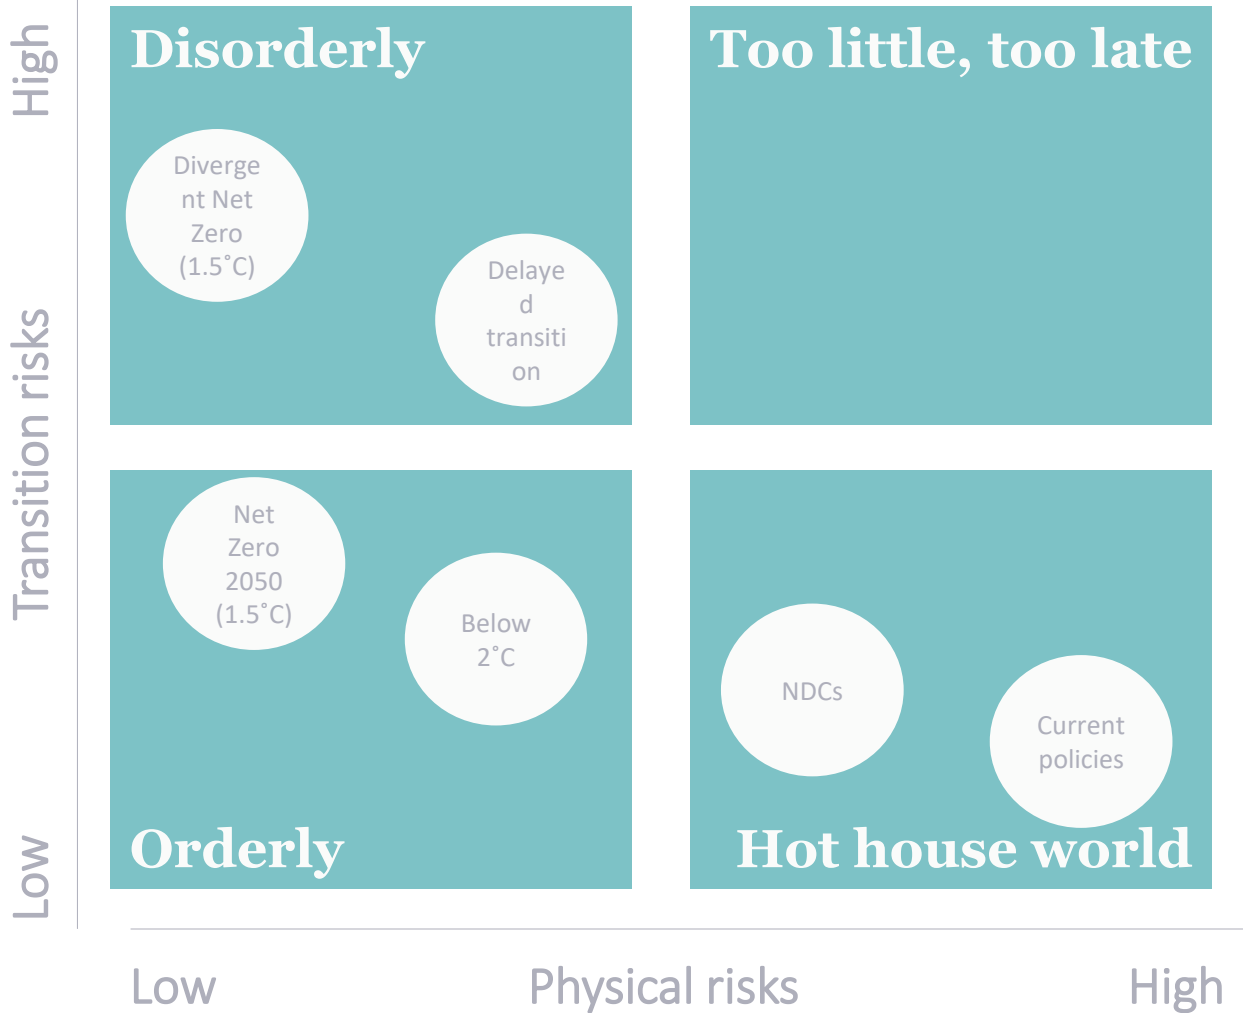 High
Transition risks
Low
Disorderly
Diverge
nt Net
Zero
(1.5˚C)
Delaye
d
transiti
on
Too little, too late
Net
Zero
2050
(1.5˚C)
Below
2˚C
Orderly
NDCs
Current
policies
Hot house world
Low
Physical risks
High